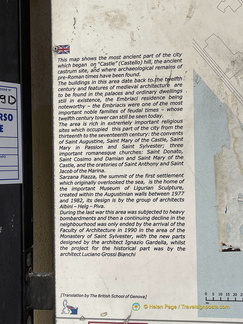 This map shows the most ancient part of the city
which began on "Castle" (Castello) hill, the ancient
castrum site, and where archaeological remains of
pre-Roman times have been found.
The buildings in this area date back to the twelfth
century and features of medieval architecture are
to be found in the palaces and ordinary dwellings
still in existence, the Embriaci residence being
noteworthy - the Embriacis were one of the most
important noble families of feudal times - whose
twelfth century tower can still be seen today.
The area is rich in extremely important religious
sites which occupied this part of the city from the
thirteenth to the seventeenth century: the convents
of Saint Augustine, Saint Mary of the Castle, Saint
Mary in Passion and Saint Sylvester; three
important romanesque churches: Saint Donato,
Saint Cosimo and Damian and Saint Mary of the
Castle, and the oratories of Saint Anthony and Saint
Jacob of the Marina.
Sarzana Piazza, the summit of the first settlement
which originally overlooked the sea, is the home of
the important Museum of Ligurian Sculpture,
created within the Augustinian walls between 1977
and 1982, its design is by the group of architects
Albini - Helg - Piva.
During the last war this area was subjected to heavy
bombardments and then a continuing decline in the
neighbourhood was only ended by the arrival of the
Faculty of Architecture in 1990 in the area of the
Monastery of Saint Sylvester, with the new parts
designed by the architect Ignazio Gardella, whilst
the project for the historical part was by the
architect Luciano Grossi Bianchi
[Translation by The British School of Genova]
© Helen Page / Travelsignposts.com